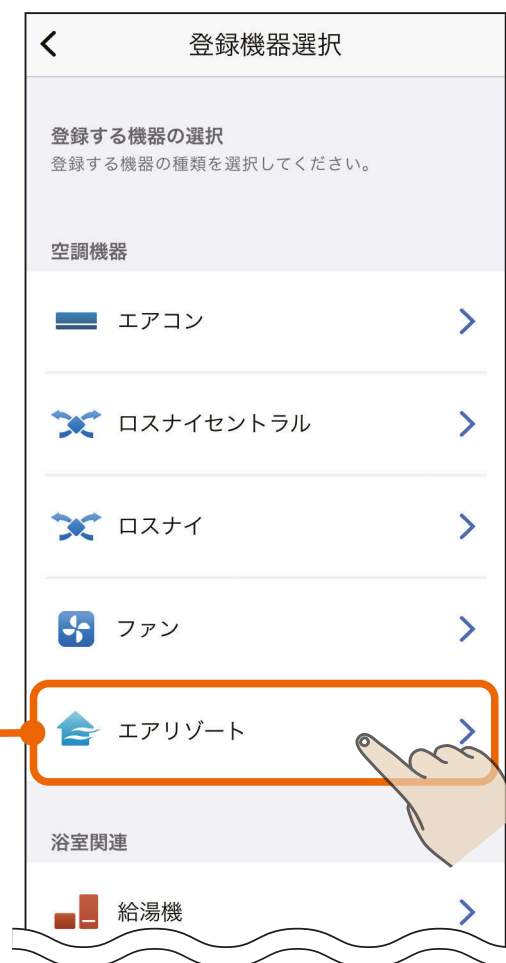 登録機器選択
登録する機器の選択
登録する機器の種類を選択してください。
空調機器
エアコン
ロスナイセントラル
ロスナイ
ファン
エアリゾート
浴室関連
給湯機